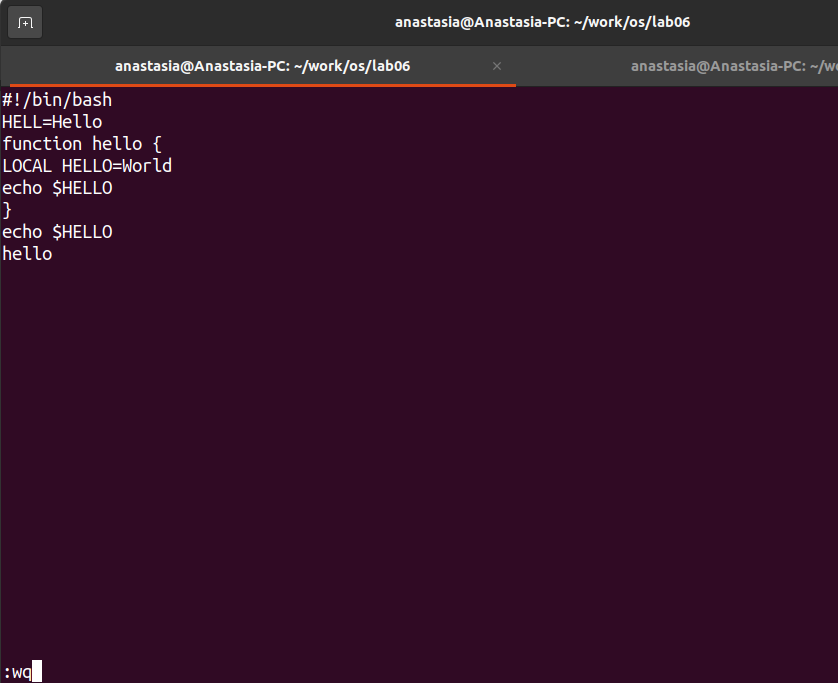 anastasia@Anastasia-PC: ~/work/os/lab06
anastasia@Anastasia-PC: ~/work/os/lab06 ×
anastasia@Anastasia-PC: ~/w
#!/bin/bash
HELL=Hello
function hello {
LOCAL HELLO=World
echo $HELLO
}
echo $HELLO
hello
:wq